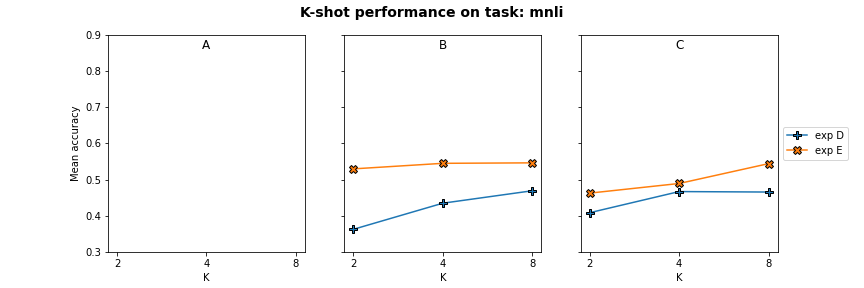 K-shot performance on task: mnli
A
B
C
Mean accuracy
0.9
0.8
0.7
0.6
0.5
0.4
0.3
2 4 8
2 4 8
2 4 8
K
K
K
exp D
exp E